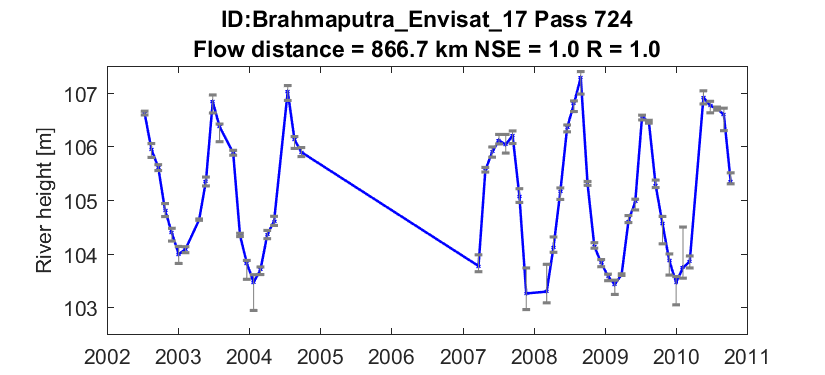 ID:Brahmaputra_Envisat_17 Pass 724
Flow distance = 866.7 km NSE = 1.0 R = 1.0
River height [m]
107
106
105
104
103
2002 2003 2004 2005 2006 2007 2008 2009 2010 2011